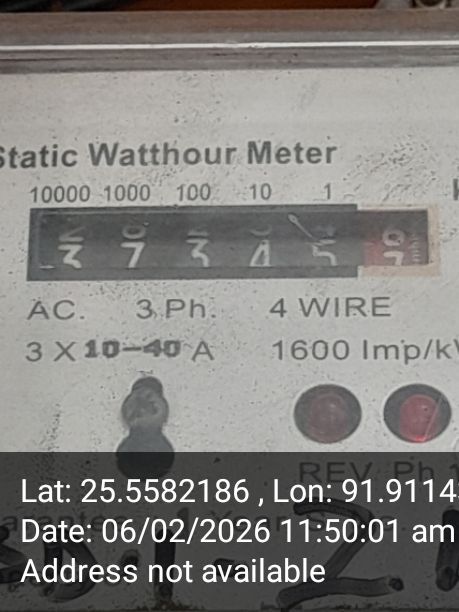 Static Watthour Meter
10000 1000 100 10 1
3 7 3 4 5
AC. 3 Ph. 4 WIRE
3 X 10-40 A 1600 Imp/k
REV. Ph
Lat: 25.5582186 , Lon: 91.9114
Date: 06/02/2026 11:50:01 am
Address not available